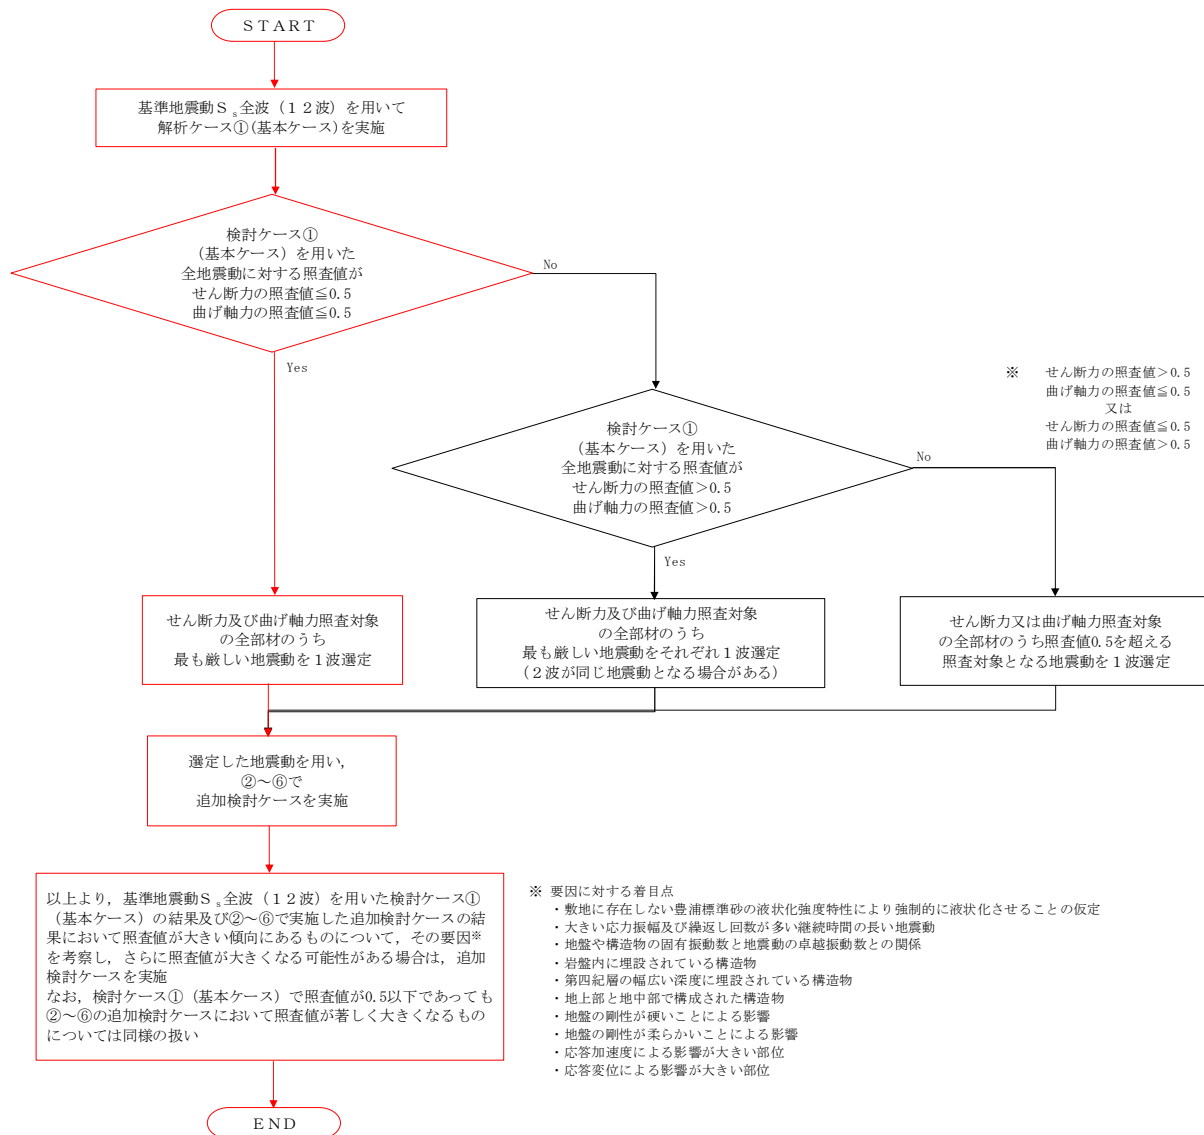 START
基準地震動Ｓs全波（１２波）を用いて
解析ケース①(基本ケース)を実施
検討ケース①
（基本ケース）を用いた
全地震動に対する照査値が
せん断力の照査値≦0.5
曲げ軸力の照査値≦0.5
No
Yes
※ せん断力の照査値＞0.5
曲げ軸力の照査値≦0.5
又は
せん断力の照査値≦0.5
曲げ軸力の照査値＞0.5
検討ケース①
（基本ケース）を用いた
全地震動に対する照査値が
せん断力の照査値＞0.5
曲げ軸力の照査値＞0.5
No
Yes
せん断力及び曲げ軸力照査対象
の全部材のうち
最も厳しい地震動を１波選定
せん断力及び曲げ軸力照査対象
の全部材のうち
最も厳しい地震動をそれぞれ１波選定
（２波が同じ地震動となる場合がある）
せん断力又は曲げ軸力照査対象
の全部材のうち照査値0.5を超える
照査対象となる地震動を１波選定
選定した地震動を用い，
②～⑥で
追加検討ケースを実施
以上より，基準地震動Ｓs全波（１２波）を用いた検討ケース①
（基本ケース）の結果及び②～⑥で実施した追加検討ケースの結
果において照査値が大きい傾向にあるものについて，その要因※
を考察し，さらに照査値が大きくなる可能性がある場合は，追加
検討ケースを実施
なお，検討ケース①（基本ケース）で照査値が0.5以下であっても
②～⑥の追加検討ケースにおいて照査値が著しく大きくなるもの
については同様の扱い
※ 要因に対する着目点
・敷地に存在しない豊浦標準砂の液状化強度特性により強制的に液状化させることの仮定
・大きい応力振幅及び繰返し回数が多い継続時間の長い地震動
・地盤や構造物の固有振動数と地震動の卓越振動数との関係
・岩盤内に埋設されている構造物
・第四紀層の幅広い深度に埋設されている構造物
・地上部と地中部で構成された構造物
・地盤の剛性が硬いことによる影響
・地盤の剛性が柔らかいことによる影響
・応答加速度による影響が大きい部位
・応答変位による影響が大きい部位
END